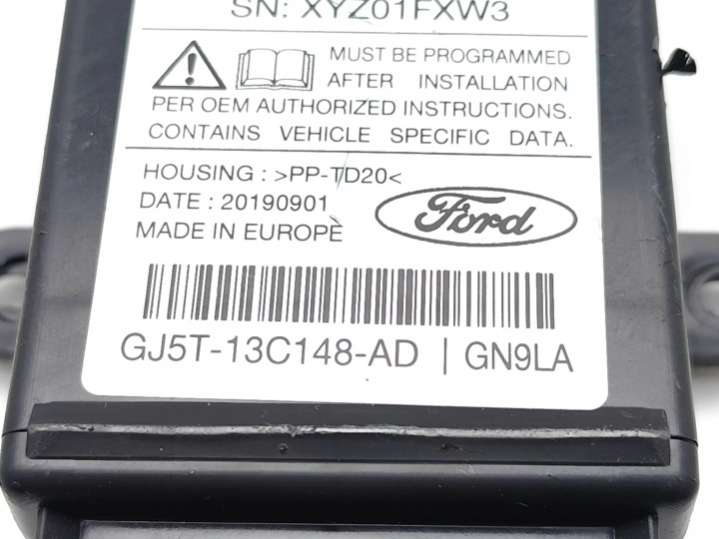 SN: XYZ01FXW3
MUST BE PROGRAMMED
AFTER INSTALLATION
PER OEM AUTHORIZED INSTRUCTIONS.
CONTAINS VEHICLE SPECIFIC DATA.
HOUSING : >PP-TD20<
DATE : 20190901
MADE IN EUROPE
Ford
GJ5T-13C148-AD | GN9LA